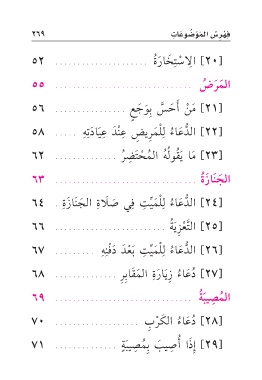 فِهْرِسُ المَوْضُوعَاتِ ٢٦٩
[٢٠] الاِسْتِخَارَةُ .................... ٥٢
المَرَضُ .................... ٥٥
[٢١] مَنْ أَحَسَّ بِوَجَعٍ ............... ٥٦
[٢٢] الدُّعَاءُ لِلْمَرِيضِ عِنْدَ عِيَادَتِهِ ..... ٥٨
[٢٣] مَا يَقُولُهُ المُحْتَضِرُ ............. ٦٢
الجَنَازَةُ .................... ٦٣
[٢٤] الدُّعَاءُ لِلْمَيِّتِ فِي صَلَاةِ الجَنَازَةِ .. ٦٤
[٢٥] التَّعْزِيَةُ .................... ٦٦
[٢٦] الدُّعَاءُ لِلْمَيِّتِ بَعْدَ دَفْنِهِ ......... ٦٧
[٢٧] دُعَاءُ زِيَارَةِ المَقَابِرِ ............ ٦٨
المُصِيبَةُ .................... ٦٩
[٢٨] دُعَاءُ الكَرْبِ .................. ٧٠
[٢٩] إِذَا أُصِيبَ بِمُصِيبَةٍ ............. ٧١